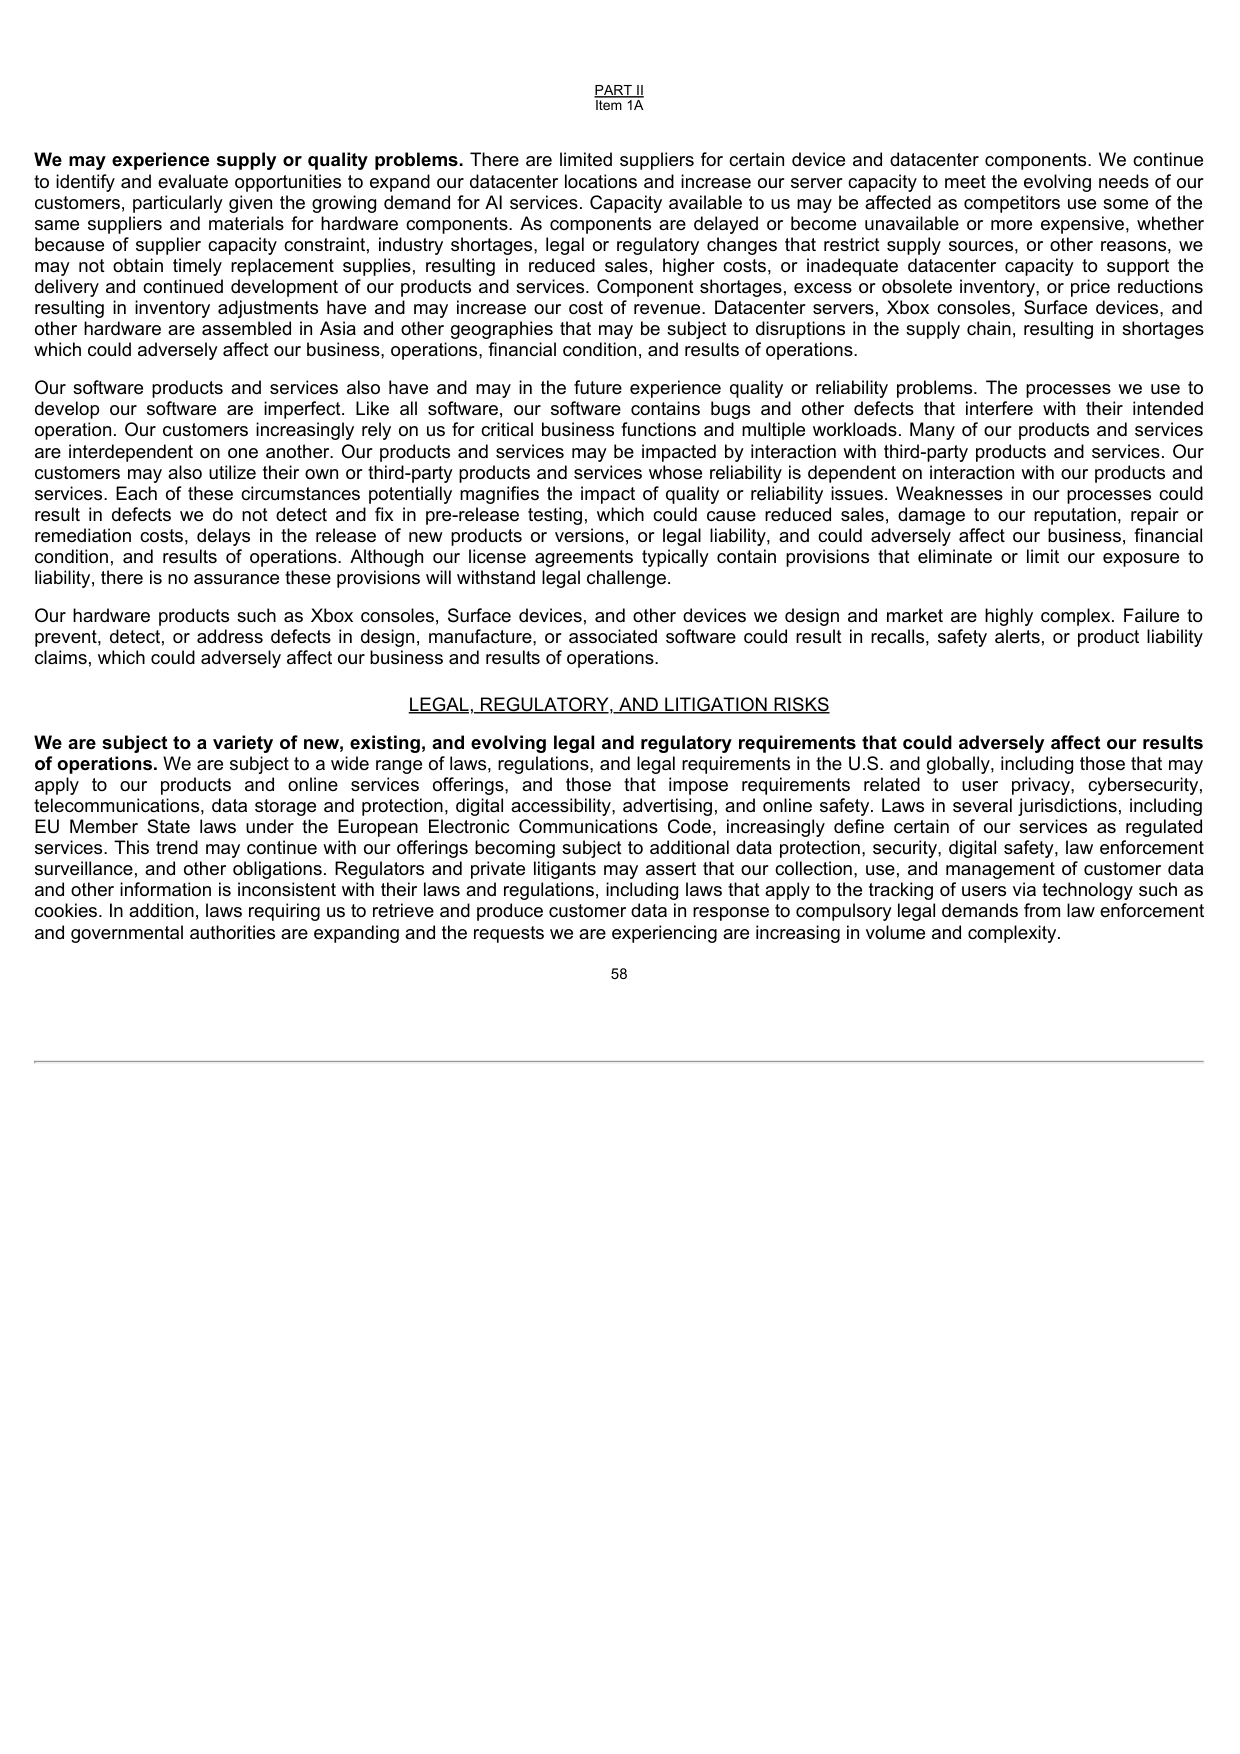 PART II
Item 1A
We may experience supply or quality problems. There are limited suppliers for certain device and datacenter components. We continue
to identify and evaluate opportunities to expand our datacenter locations and increase our server capacity to meet the evolving needs of our
customers, particularly given the growing demand for AI services. Capacity available to us may be affected as competitors use some of the
same suppliers and materials for hardware components. As components are delayed or become unavailable or more expensive, whether
because of supplier capacity constraint, industry shortages, legal or regulatory changes that restrict supply sources, or other reasons, we
may not obtain timely replacement supplies, resulting in reduced sales, higher costs, or inadequate datacenter capacity to support the
delivery and continued development of our products and services. Component shortages, excess or obsolete inventory, or price reductions
resulting in inventory adjustments have and may increase our cost of revenue. Datacenter servers, Xbox consoles, Surface devices, and
other hardware are assembled in Asia and other geographies that may be subject to disruptions in the supply chain, resulting in shortages
which could adversely affect our business, operations, financial condition, and results of operations.
Our software products and services also have and may in the future experience quality or reliability problems. The processes we use to
develop our software are imperfect. Like all software, our software contains bugs and other defects that interfere with their intended
operation. Our customers increasingly rely on us for critical business functions and multiple workloads. Many of our products and services
are interdependent on one another. Our products and services may be impacted by interaction with third-party products and services. Our
customers may also utilize their own or third-party products and services whose reliability is dependent on interaction with our products and
services. Each of these circumstances potentially magnifies the impact of quality or reliability issues. Weaknesses in our processes could
result in defects we do not detect and fix in pre-release testing, which could cause reduced sales, damage to our reputation, repair or
remediation costs, delays in the release of new products or versions, or legal liability, and could adversely affect our business, financial
condition, and results of operations. Although our license agreements typically contain provisions that eliminate or limit our exposure to
liability, there is no assurance these provisions will withstand legal challenge.
Our hardware products such as Xbox consoles, Surface devices, and other devices we design and market are highly complex. Failure to
prevent, detect, or address defects in design, manufacture, or associated software could result in recalls, safety alerts, or product liability
claims, which could adversely affect our business and results of operations.
LEGAL, REGULATORY, AND LITIGATION RISKS
We are subject to a variety of new, existing, and evolving legal and regulatory requirements that could adversely affect our results
of operations. We are subject to a wide range of laws, regulations, and legal requirements in the U.S. and globally, including those that may
apply to our products and online services offerings, and those that impose requirements related to user privacy, cybersecurity,
telecommunications, data storage and protection, digital accessibility, advertising, and online safety. Laws in several jurisdictions, including
EU Member State laws under the European Electronic Communications Code, increasingly define certain of our services as regulated
services. This trend may continue with our offerings becoming subject to additional data protection, security, digital safety, law enforcement
surveillance, and other obligations. Regulators and private litigants may assert that our collection, use, and management of customer data
and other information is inconsistent with their laws and regulations, including laws that apply to the tracking of users via technology such as
cookies. In addition, laws requiring us to retrieve and produce customer data in response to compulsory legal demands from law enforcement
and governmental authorities are expanding and the requests we are experiencing are increasing in volume and complexity.
58